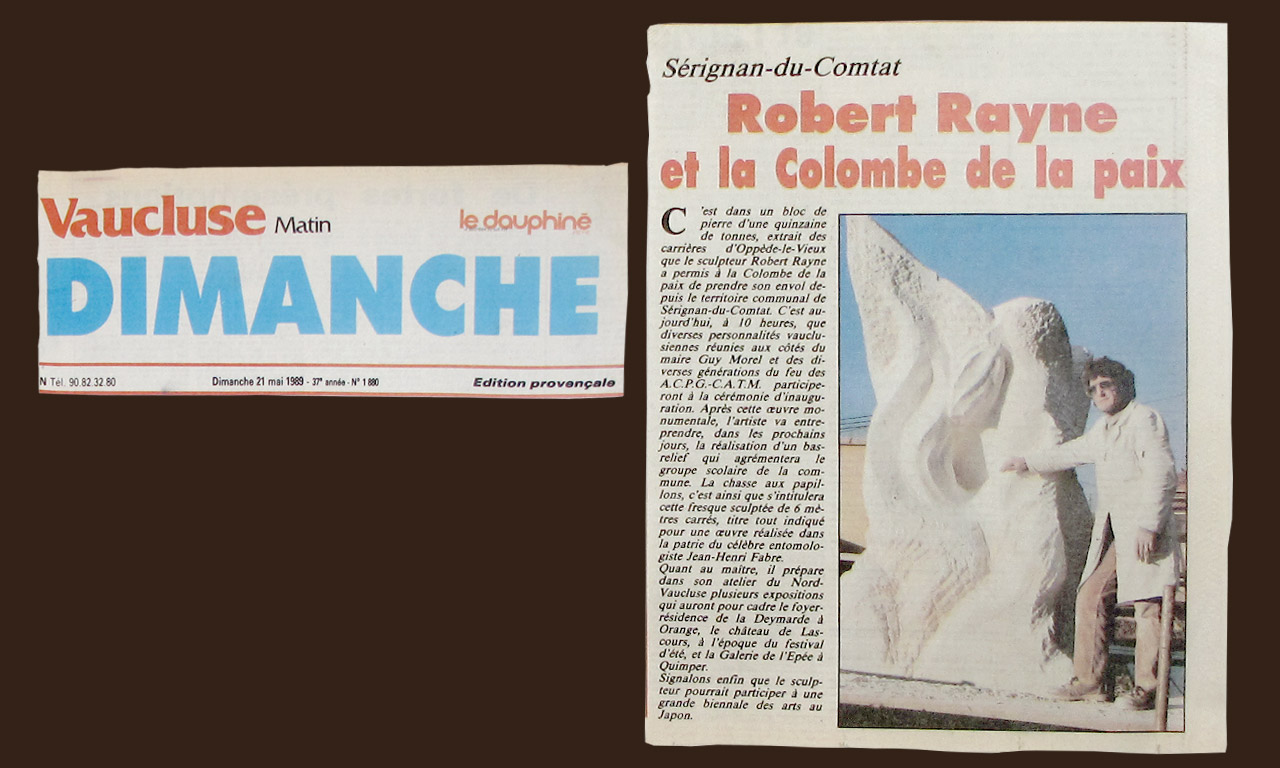 Vaucluse Matin
le dauphiné
DIMANCHE
N Tél. 90.82.32.80
Dimanche 21 mai 1989 - 37e année - N° 1 880
Edition provençale
Sérignan-du-Comtat
Robert Rayne
et la Colombe de la paix
C'est dans un bloc de
pierre d'une quinzaine
de tonnes, extrait des
carrières d'Oppède-le-Vieux
que le sculpteur Robert Rayne
a permis à la Colombe de la
paix de prendre son envol de-
puis le territoire communal de
Sérignan-du-Comtat. C'est au-
jourd'hui, à 10 heures, que
diverses personnalités vauclu-
siennes réunies aux côtés du
maire Guy Morel et des di-
verses générations du feu des
A.C.P.G.-C.A.T.M. participe-
ront à la cérémonie d'inaugu-
ration. Après cette œuvre mo-
numentale, l'artiste va entre-
prendre, dans les prochains
jours, la réalisation d'un bas-
relief qui agrémentera le
groupe scolaire de la com-
mune. La chasse aux papil-
lons, c'est ainsi que s'intitulera
cette fresque sculptée de 6 mè-
tres carrés, titre tout indiqué
pour une œuvre réalisée dans
la patrie du célèbre entomolo-
giste Jean-Henri Fabre.
Quant au maître, il prépare
dans son atelier du Nord-
Vaucluse plusieurs expositions
qui auront pour cadre le foyer-
résidence de la Deymarde à
Orange, le château de Las-
cours, à l'époque du festival
d'été, et la Galerie de l'Epée à
Quimper.
Signalons enfin que le sculp-
teur pourrait participer à une
grande biennale des arts au
Japon.